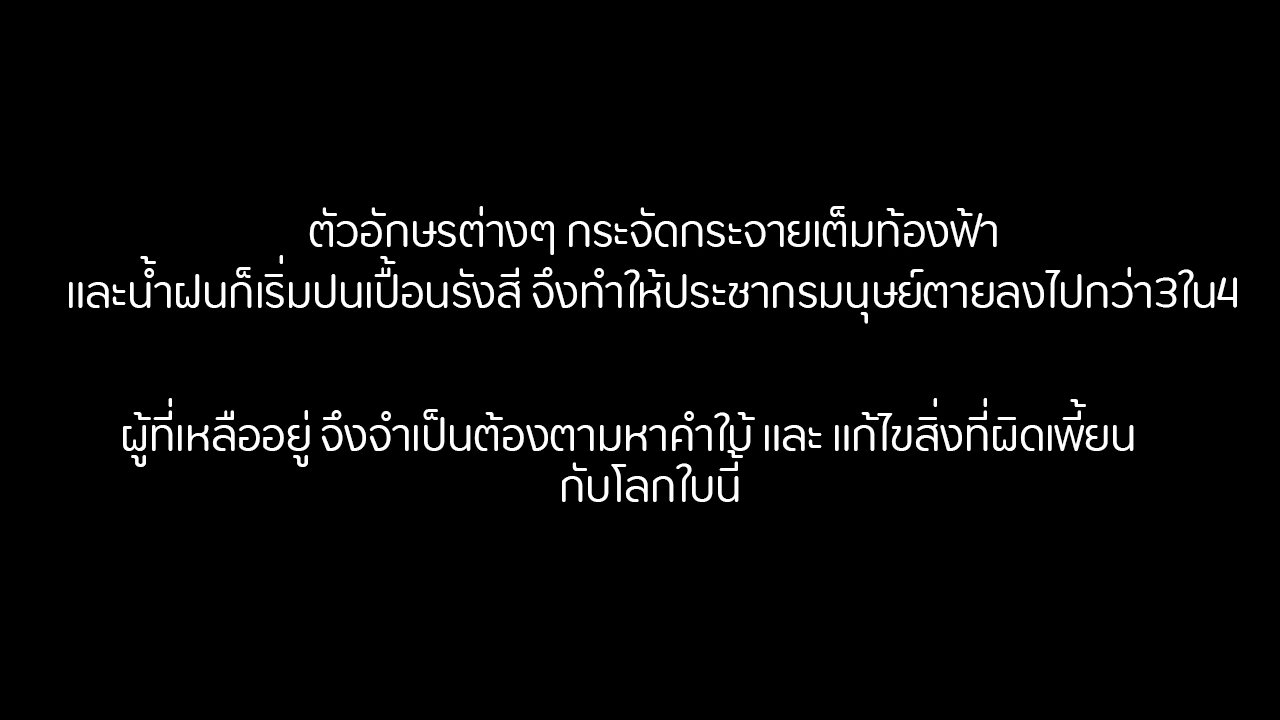 ตัวอักษรต่างๆ กระจัดกระจายเต็มท้องฟ้า
และน้ำฝนก็เริ่มปนเปื้อนรังสี จึงทำให้ประชากรมนุษย์ตายลงไปกว่า3ใน4
ผู้ที่เหลืออยู่ จึงจำเป็นต้องตามหาคำใบ้ และ แก้ไขสิ่งที่ผิดเพี้ยน
กับโลกใบนี้